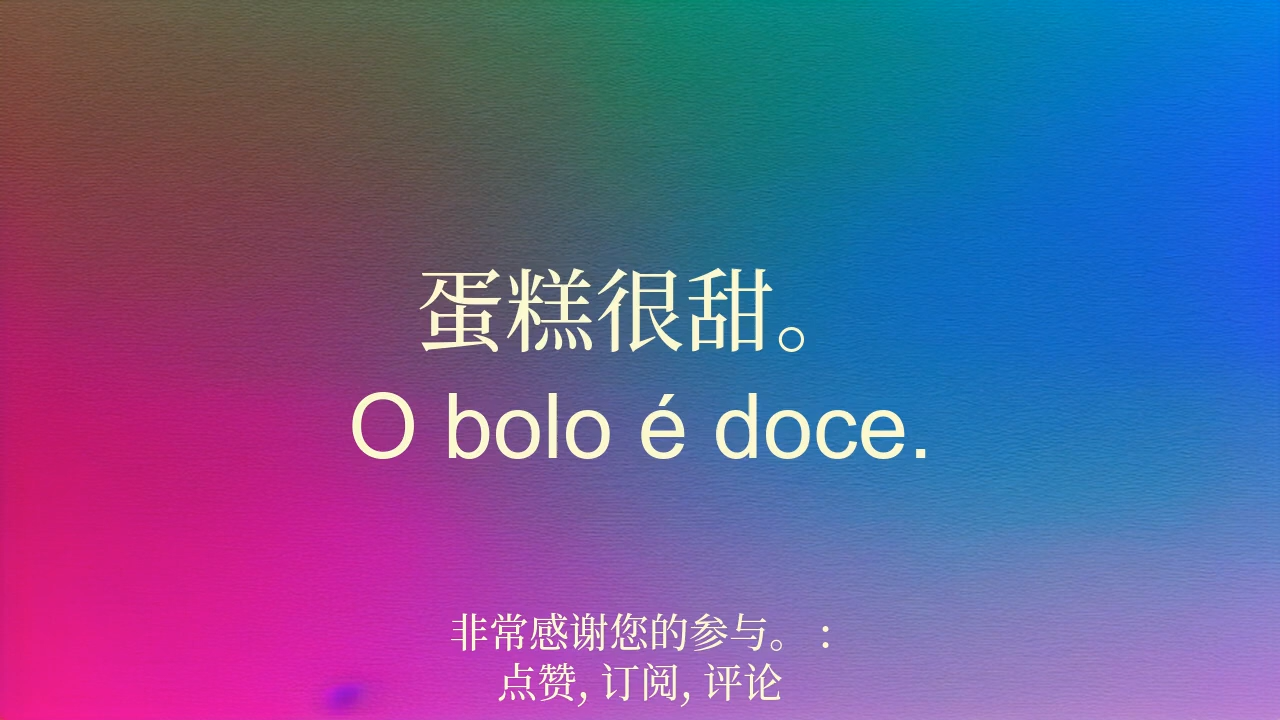 蛋糕很甜。
O bolo é doce.
非常感谢您的参与。 :
点赞, 订阅, 评论